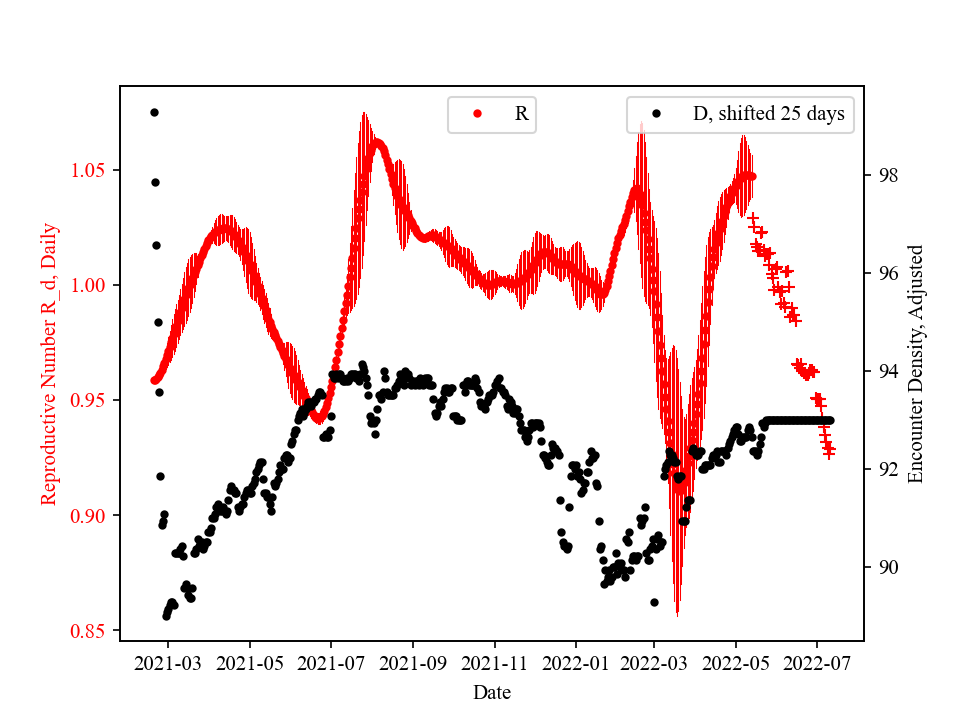 R
D, shifted 25 days
1.05
1.00
0.95
0.90
0.85
Reproductive Number R_d, Daily
98
96
94
92
90
Encounter Density, Adjusted
2021-03 2021-05 2021-07 2021-09 2021-11 2022-01 2022-03 2022-05 2022-07
Date